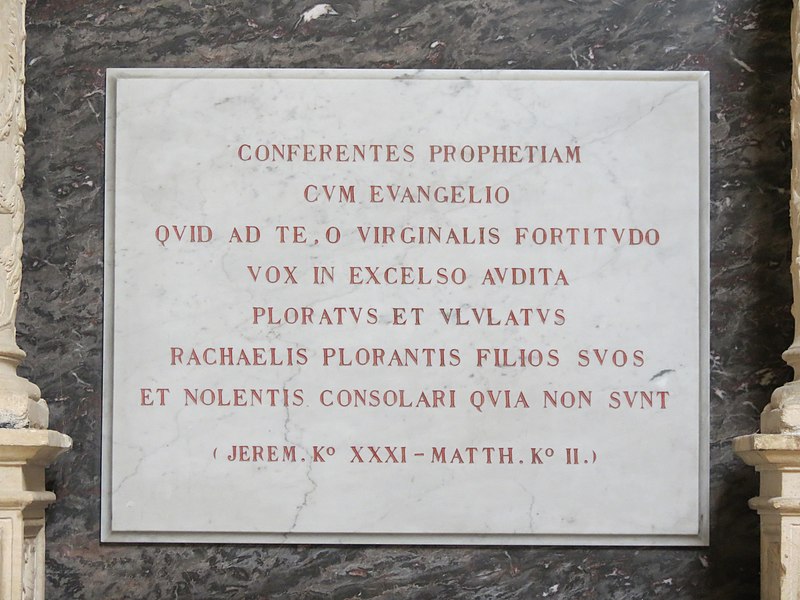 CONFERENTES PROPHETIAM
CVM EVANGELIO
QVID AD TE, O VIRGINALIS FORTITVDO
VOX IN EXCELSO AVDITA
PLORATVS ET VLVLATVS
RACHAELIS PLORANTIS FILIOS SVOS
ET NOLENTIS CONSOLARI QVIA NON SVNT
(JEREM. Kº XXXI - MATTH. Kº II.)